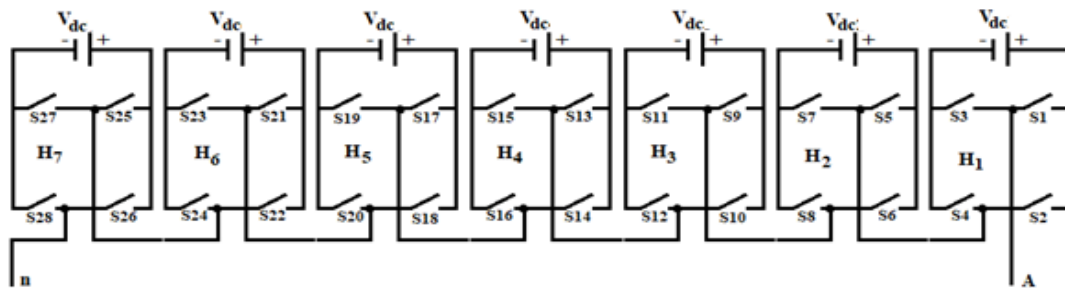 Vdc Vdc Vdc Vdc. Vdc- Vdc: Vdc
- + - + - + - + - + - + - +
S27 S25 S23 S21 S19 S17 S15 S13 S11 S9 S7 S5 S3 S1
H7 H6 H5 H4 H3 H2 H1
S28 S26 S24 S22 S20 S18 S16 S14 S12 S10 S8 S6 S4 S2
n A